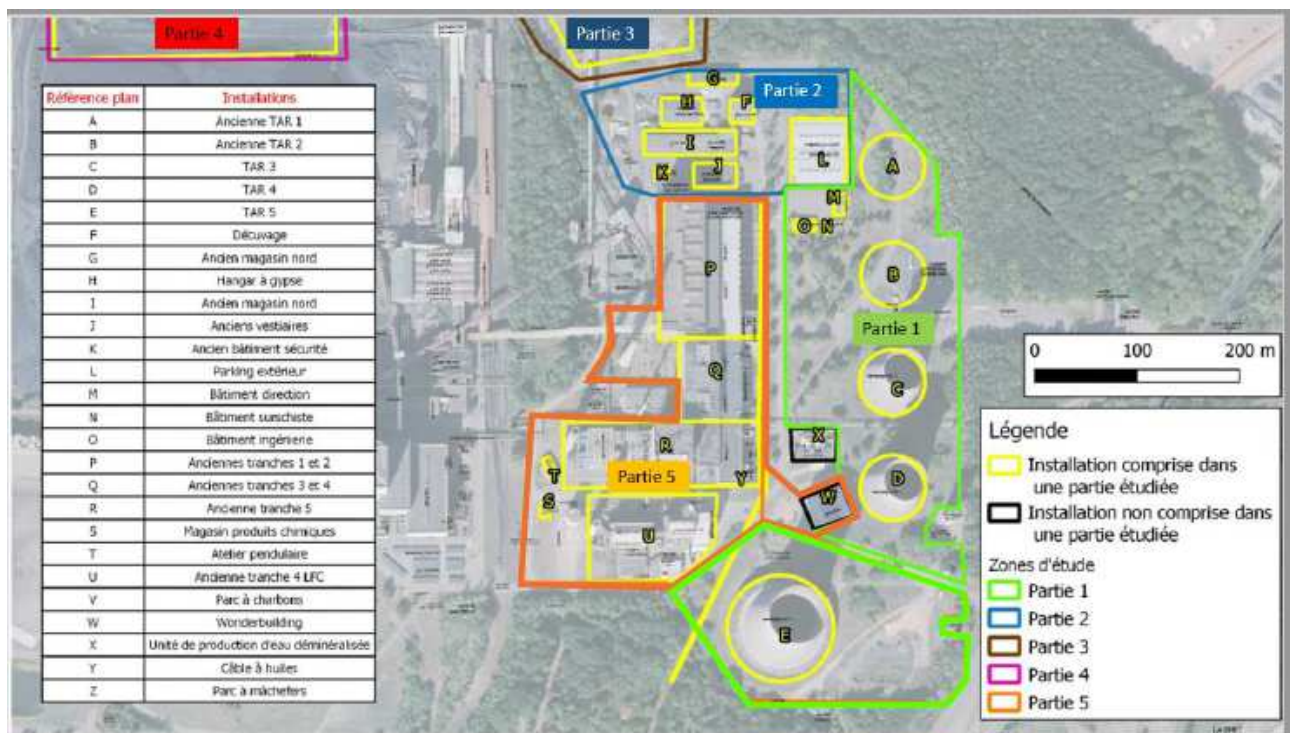 Partie 4
Partie 3
Référence plan Installations
A Ancienne TAR 1
B Ancienne TAR 2
C TAR 3
D TAR 4
E TAR 5
F Décuvage
G Ancien magasin nord
H Hangar à gypse
I Ancien magasin nord
J Anciens vestiaires
K Ancien bâtiment sécurité
L Parking extérieur
M Bâtiment direction
N Bâtiment surschiste
O Bâtiment ingénierie
P Anciennes tranches 1 et 2
Q Anciennes tranches 3 et 4
R Ancienne tranche 5
S Magasin produits chimiques
T Atelier pendulaire
U Ancienne tranche 4 LFC
V Parc à charbons
W Wonderbuilding
X Unité de production d'eau déminéralisée
Y Câble à huiles
Z Parc à mâchefers
G
Partie 2
H
F
I
L
A
K
J
M
O
N
P
B
Partie 1
Q
C
X
R
T
Partie 5
Y
D
S
W
U
E
0 100 200 m
Légende
Installation comprise dans
une partie étudiée
Installation non comprise dans
une partie étudiée
Zones d'étude
Partie 1
Partie 2
Partie 3
Partie 4
Partie 5